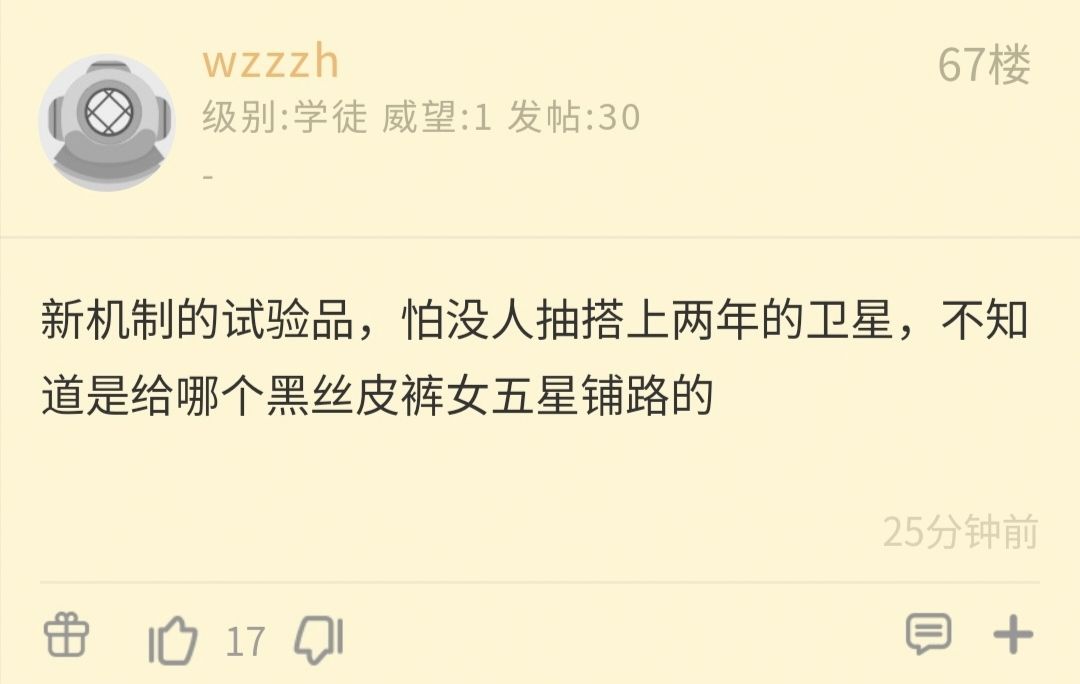 wzzzh
67楼
级别:学徒 威望:1 发帖:30
-
新机制的试验品，怕没人抽搭上两年的卫星，不知
道是给哪个黑丝皮裤女五星铺路的
25分钟前
17